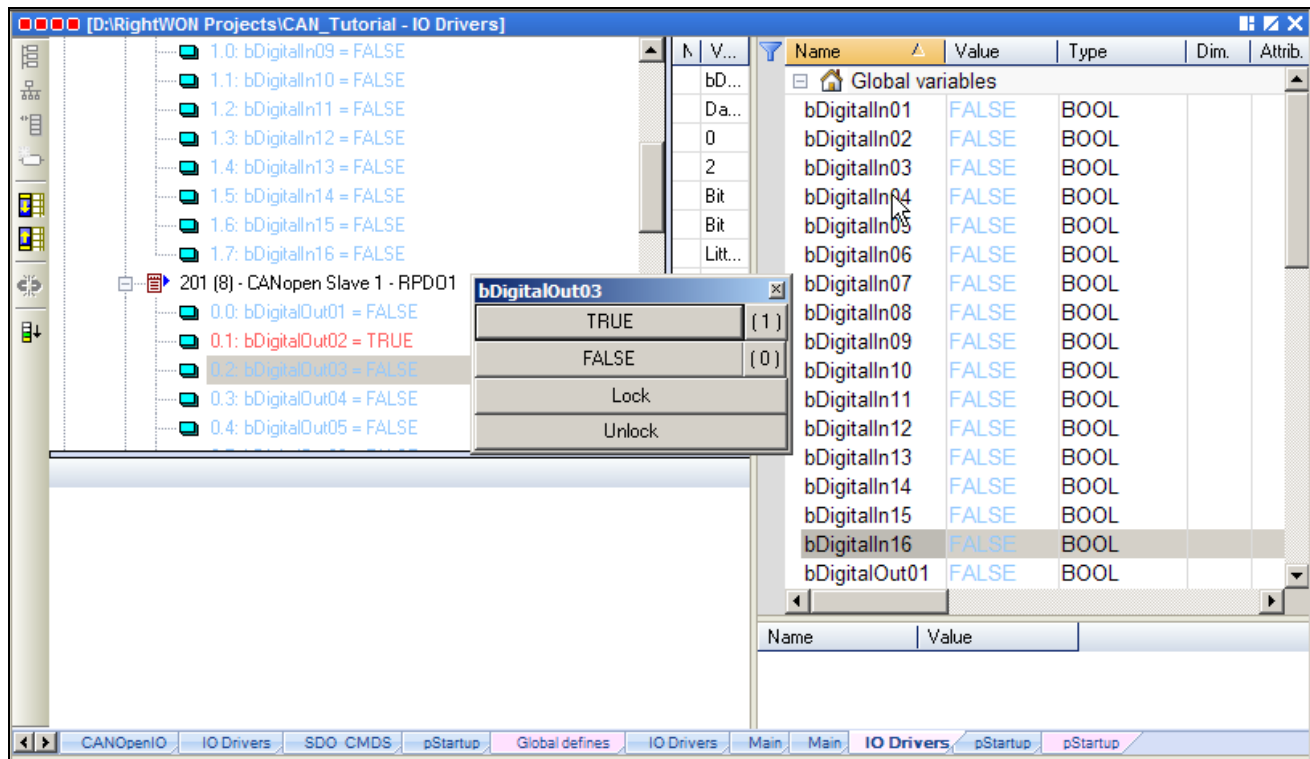 [D:\RightWON Projects\CAN_Tutorial - IO Drivers]
1.0: bDigitalIn09 = FALSE
1.1: bDigitalIn10 = FALSE
1.2: bDigitalIn11 = FALSE
1.3: bDigitalIn12 = FALSE
1.4: bDigitalIn13 = FALSE
1.5: bDigitalIn14 = FALSE
1.6: bDigitalIn15 = FALSE
1.7: bDigitalIn16 = FALSE
201 (8) - CANopen Slave 1 - RPDO1
0.0: bDigitalOut01 = FALSE
0.1: bDigitalOut02 = TRUE
0.2: bDigitalOut03 = FALSE
0.3: bDigitalOut04 = FALSE
0.4: bDigitalOut05 = FALSE
V...
bD...
Da...
0
2
Bit
Bit
Litt...
bDigitalOut03
TRUE (1)
FALSE (0)
Lock
Unlock
Name Value Type Dim. Attrib.
Global variables
bDigitalIn01 FALSE BOOL
bDigitalIn02 FALSE BOOL
bDigitalIn03 FALSE BOOL
bDigitalIn04 FALSE BOOL
bDigitalIn05 FALSE BOOL
bDigitalIn06 FALSE BOOL
bDigitalIn07 FALSE BOOL
bDigitalIn08 FALSE BOOL
bDigitalIn09 FALSE BOOL
bDigitalIn10 FALSE BOOL
bDigitalIn11 FALSE BOOL
bDigitalIn12 FALSE BOOL
bDigitalIn13 FALSE BOOL
bDigitalIn14 FALSE BOOL
bDigitalIn15 FALSE BOOL
bDigitalIn16 FALSE BOOL
bDigitalOut01 FALSE BOOL
Name Value
CANOpenIO IO Drivers SDO CMDS pStartup Global defines IO Drivers Main Main IO Drivers pStartup pStartup